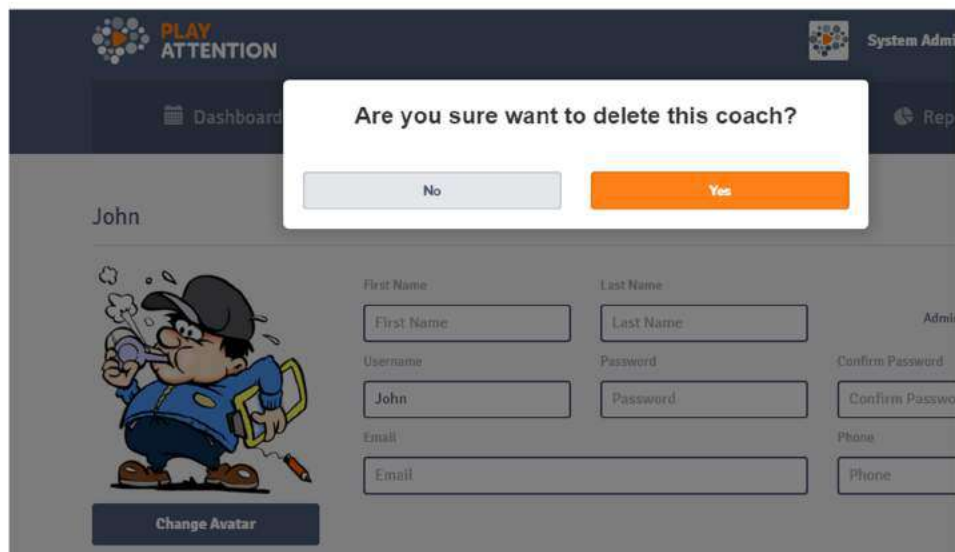 PLAY
ATTENTION
System Admi
Dashboard
Rep
Are you sure want to delete this coach?
No
Yes
John
First Name
Last Name
First Name
Last Name
Admi
Username
Password
Confirm Password
John
Password
Confirm Passwo
Email
Phone
Email
Phone
Change Avatar